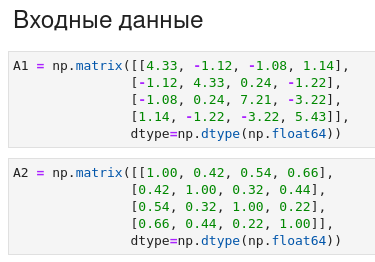 Входные данные
A1 = np.matrix([[4.33, -1.12, -1.08, 1.14],
[-1.12, 4.33, 0.24, -1.22],
[-1.08, 0.24, 7.21, -3.22],
[1.14, -1.22, -3.22, 5.43]],
dtype=np.dtype(np.float64))
A2 = np.matrix([[1.00, 0.42, 0.54, 0.66],
[0.42, 1.00, 0.32, 0.44],
[0.54, 0.32, 1.00, 0.22],
[0.66, 0.44, 0.22, 1.00]],
dtype=np.dtype(np.float64))